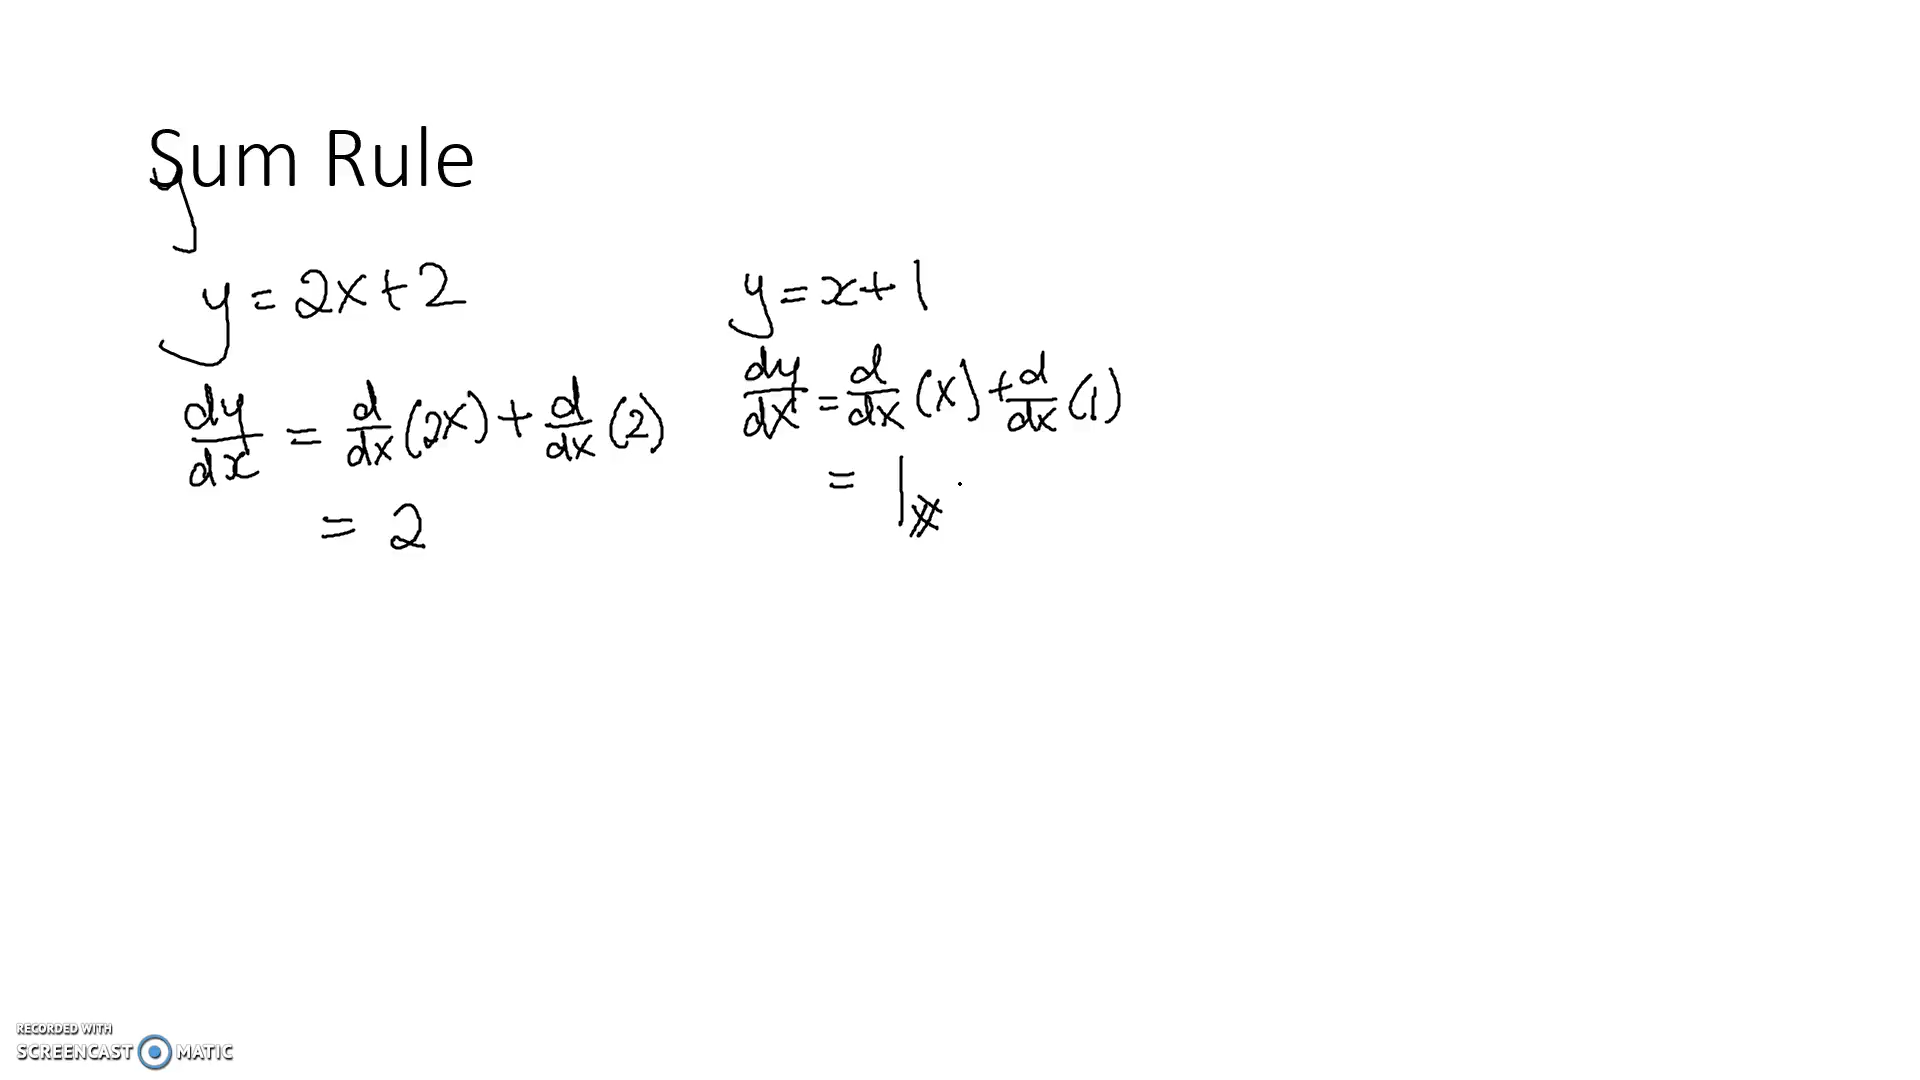 Sum Rule
y
y = 2x + 2
dy/dx = d/dx (2x) + d/dx (2)
= 2
y = x + 1
dy/dx = d/dx (x) + d/dx (1)
= 1
RECORDED WITH
SCREENCAST MATIC